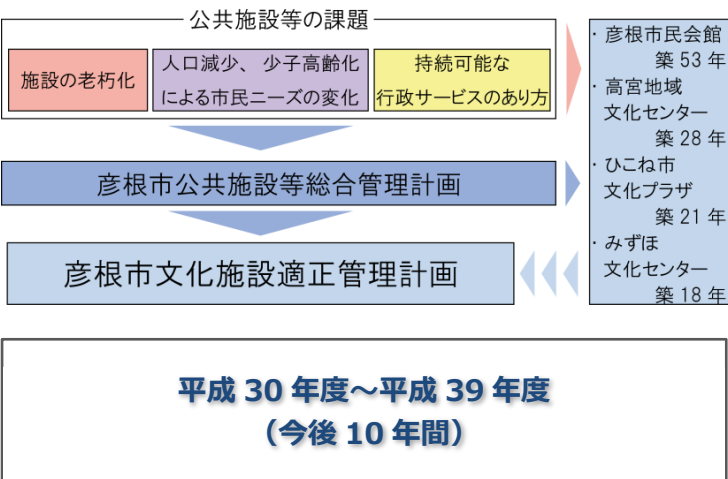 公共施設等の課題
施設の老朽化
人口減少、少子高齢化
による市民ニーズの変化
持続可能な
行政サービスのあり方
・彦根市民会館
築 53 年
・高宮地域
文化センター
築 28 年
・ひこね市
文化プラザ
築 21 年
・みずほ
文化センター
築 18 年
彦根市公共施設等総合管理計画
彦根市文化施設適正管理計画
平成 30 年度～平成 39 年度
（今後 10 年間）